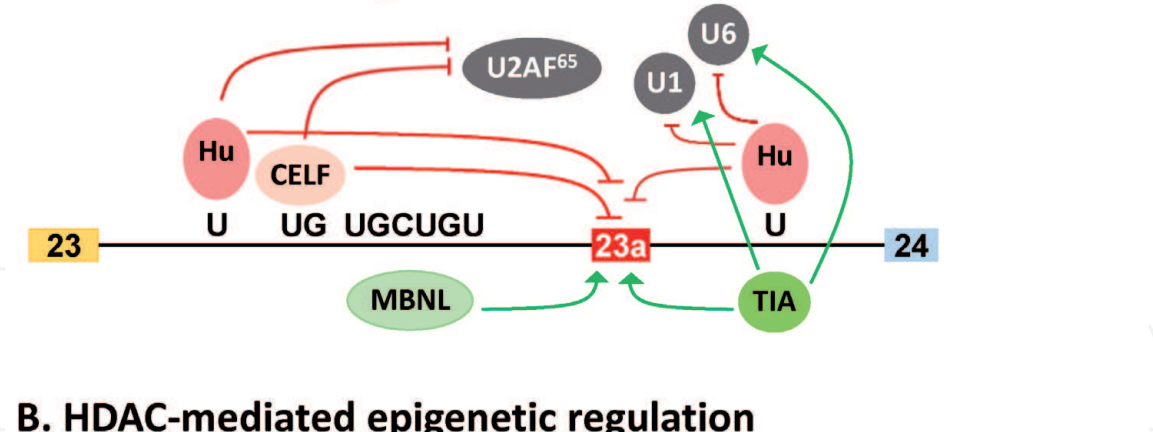 U6
U2AF65
U1
Hu
CELF
Hu
U UG UGCUGU U
23 23a 24
MBNL TIA
B. HDAC-mediated epigenetic regulation